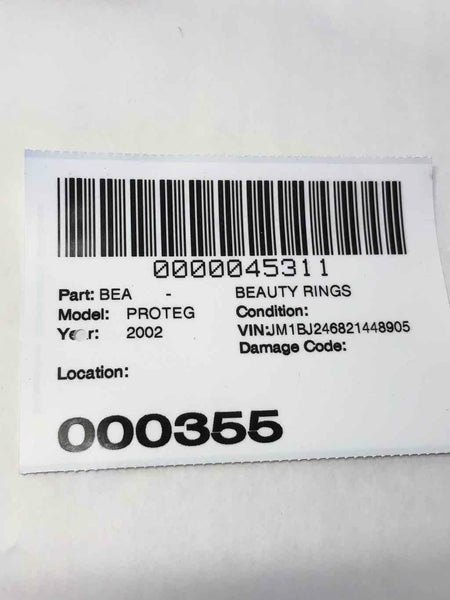 0000045311
Part: BEA - BEAUTY RINGS
Model: PROTEG Condition:
Year: 2002 VIN:JM1BJ246821448905
Damage Code:
Location:
000355